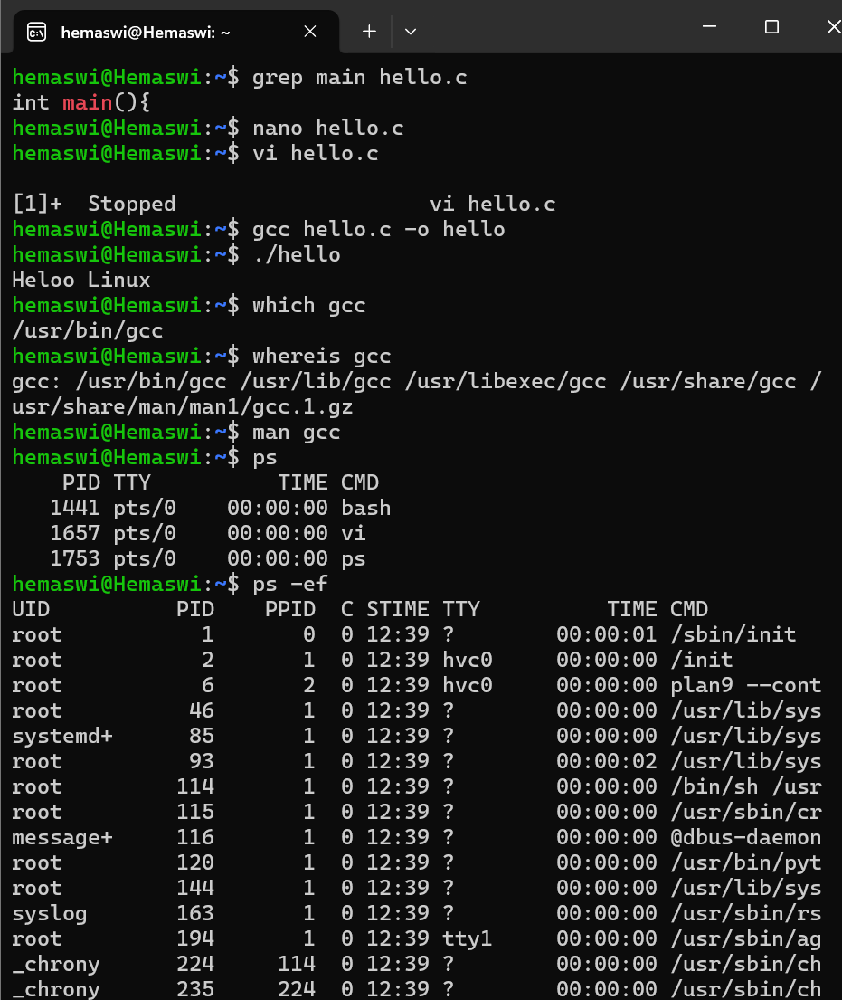 hemaswi@Hemaswi: ~
hemaswi@Hemaswi:~$ grep main hello.c
int main(){
hemaswi@Hemaswi:~$ nano hello.c
hemaswi@Hemaswi:~$ vi hello.c
[1]+  Stopped                    vi hello.c
hemaswi@Hemaswi:~$ gcc hello.c -o hello
hemaswi@Hemaswi:~$ ./hello
Heloo Linux
hemaswi@Hemaswi:~$ which gcc
/usr/bin/gcc
hemaswi@Hemaswi:~$ whereis gcc
gcc: /usr/bin/gcc /usr/lib/gcc /usr/libexec/gcc /usr/share/gcc /
usr/share/man/man1/gcc.1.gz
hemaswi@Hemaswi:~$ man gcc
hemaswi@Hemaswi:~$ ps
    PID TTY          TIME CMD
   1441 pts/0    00:00:00 bash
   1657 pts/0    00:00:00 vi
   1753 pts/0    00:00:00 ps
hemaswi@Hemaswi:~$ ps -ef
UID          PID    PPID  C STIME TTY          TIME CMD
root           1       0  0 12:39 ?        00:00:01 /sbin/init
root           2       1  0 12:39 hvc0     00:00:00 /init
root           6       2  0 12:39 hvc0     00:00:00 plan9 --cont
root          46       1  0 12:39 ?        00:00:00 /usr/lib/sys
systemd+      85       1  0 12:39 ?        00:00:00 /usr/lib/sys
root          93       1  0 12:39 ?        00:00:02 /usr/lib/sys
root         114       1  0 12:39 ?        00:00:00 /bin/sh /usr
root         115       1  0 12:39 ?        00:00:00 /usr/sbin/cr
message+     116       1  0 12:39 ?        00:00:00 @dbus-daemon
root         120       1  0 12:39 ?        00:00:00 /usr/bin/pyt
root         144       1  0 12:39 ?        00:00:00 /usr/lib/sys
syslog       163       1  0 12:39 ?        00:00:00 /usr/sbin/rs
root         194       1  0 12:39 tty1     00:00:00 /usr/sbin/ag
_chrony      224     114  0 12:39 ?        00:00:00 /usr/sbin/ch
_chrony      235     224  0 12:39 ?        00:00:00 /usr/sbin/ch